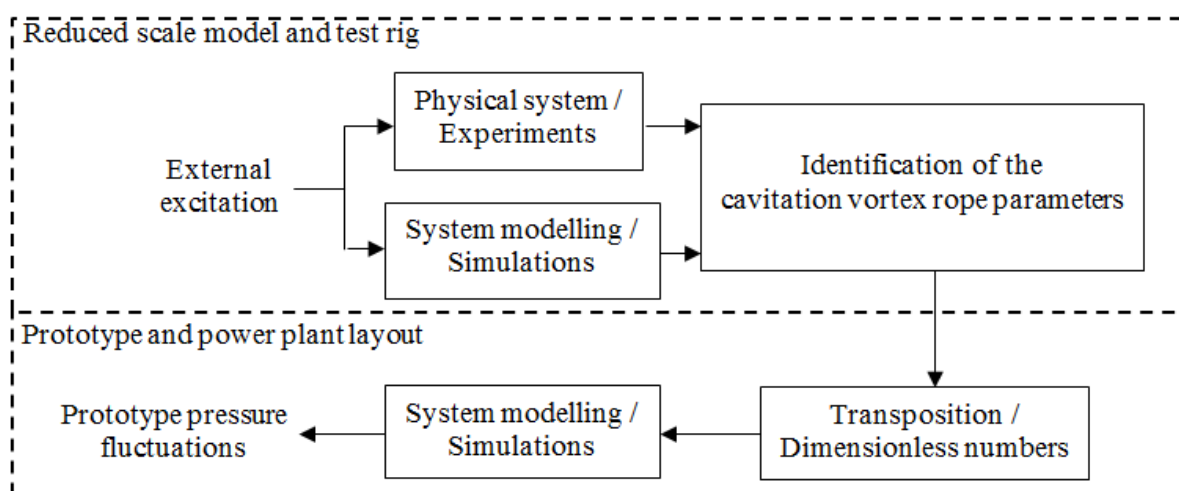 Reduced scale model and test rig
Physical system /
Experiments
External
excitation
Identification of the
cavitation vortex rope parameters
System modelling /
Simulations
Prototype and power plant layout
Prototype pressure
fluctuations
System modelling /
Simulations
Transposition /
Dimensionless numbers